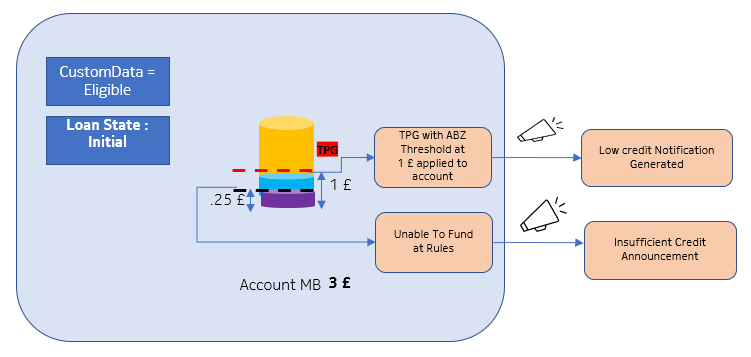 CustomData =
Eligible
Loan State :
Initial
TPG
1 £
.25 £
TPG with ABZ
Threshold at
1 £ applied to
account
Low credit Notification
Generated
Unable To Fund
at Rules
Insufficient Credit
Announcement
Account MB 3 £